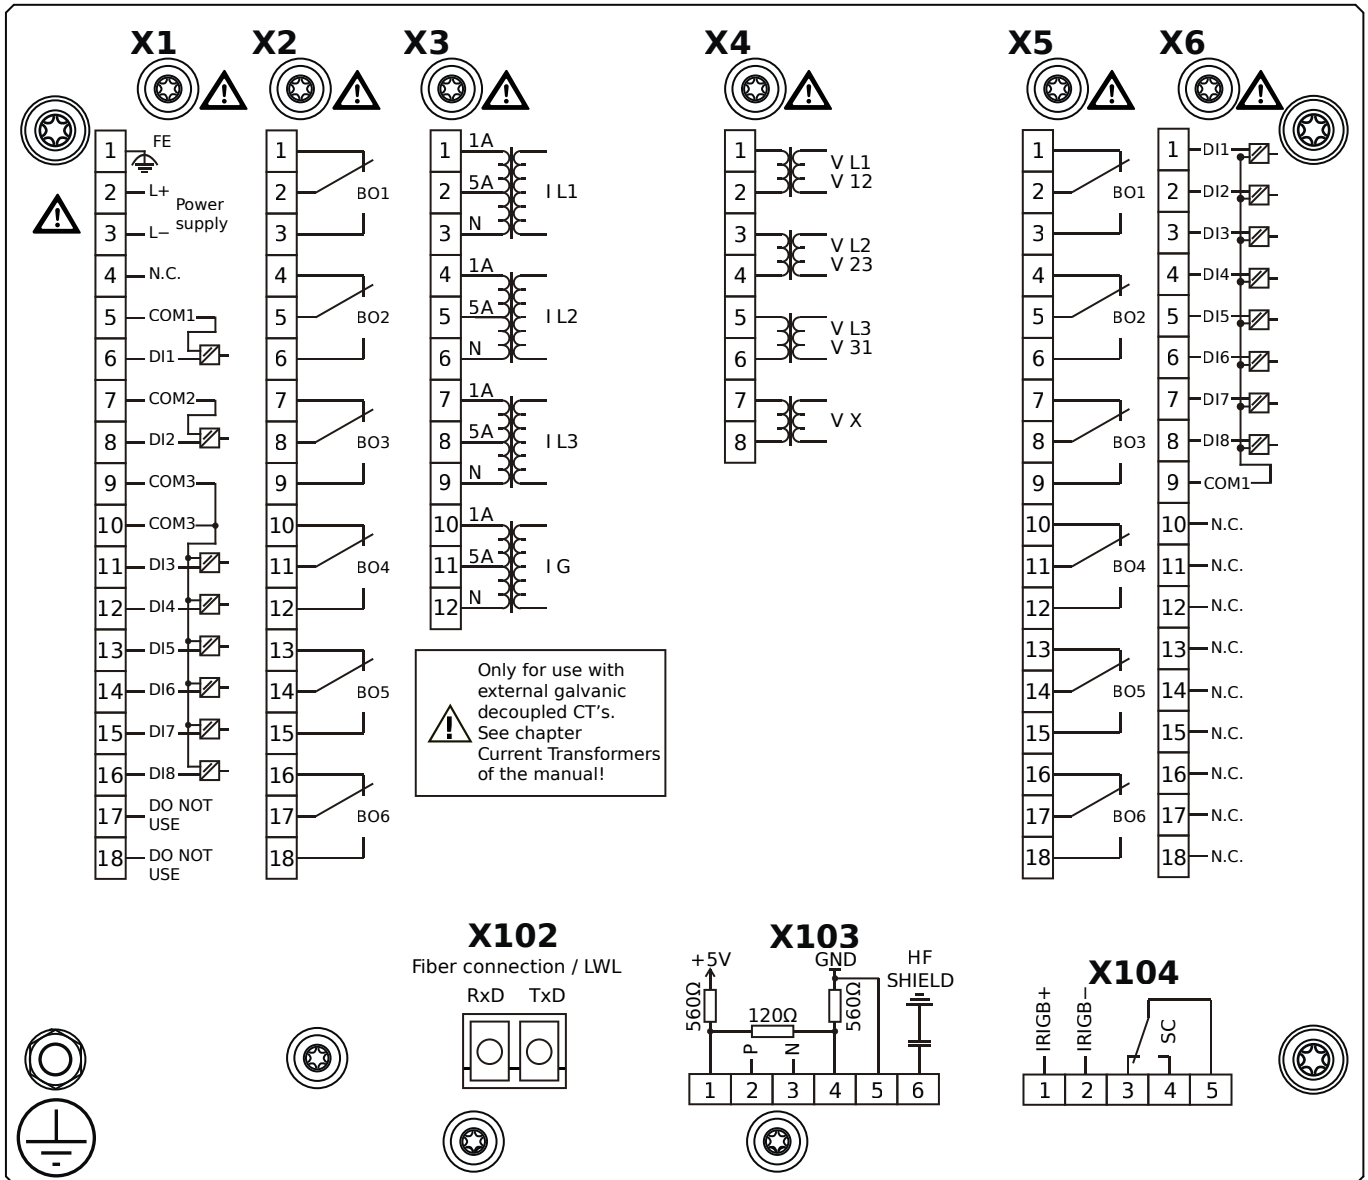 X1
X2
X3
X4
X5
X6
1 FE
2 L+
Power
supply
3 L−
4 N.C.
5 COM1
6 DI1
7 COM2
8 DI2
9 COM3
10 COM3
11 DI3
12 DI4
13 DI5
14 DI6
15 DI7
16 DI8
17 DO NOT
USE
18 DO NOT
USE
1
2 BO1
3
4
5 BO2
6
7
8 BO3
9
10
11 BO4
12
13
14 BO5
15
16
17 BO6
18
1 1A
2 5A I L1
3 N
4 1A
5 5A I L2
6 N
7 1A
8 5A I L3
9 N
10 1A
11 5A I G
12 N
Only for use with
external galvanic
decoupled CT's.
See chapter
Current Transformers
of the manual!
1 V L1
2 V 12
3 V L2
4 V 23
5 V L3
6 V 31
7 V X
8
1
2 BO1
3
4
5 BO2
6
7
8 BO3
9
10
11 BO4
12
13
14 BO5
15
16
17 BO6
18
1 DI1
2 DI2
3 DI3
4 DI4
5 DI5
6 DI6
7 DI7
8 DI8
9 COM1
10 N.C.
11 N.C.
12 N.C.
13 N.C.
14 N.C.
15 N.C.
16 N.C.
17 N.C.
18 N.C.
X102
Fiber connection / LWL
RxD TxD
X103
+5V GND HF
SHIELD
560Ω 120Ω 560Ω
P N
1 2 3 4 5 6
X104
IRIGB+ IRIGB− SC
1 2 3 4 5